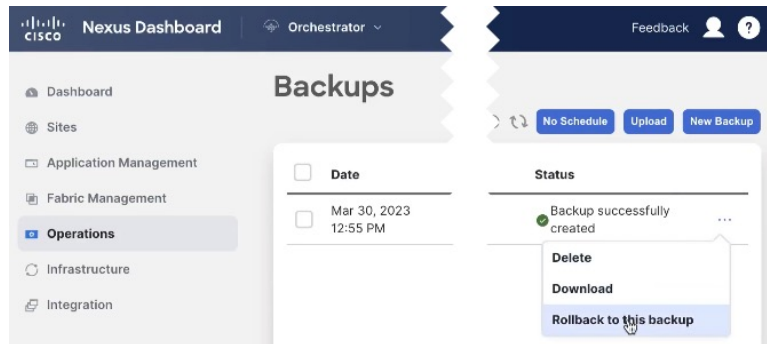 CISCO Nexus Dashboard Orchestrator Feedback ?
Dashboard
Sites
Application Management
Fabric Management
Operations
Infrastructure
Integration
Backups
No Schedule Upload New Backup
Date Status
Mar 30, 2023
12:55 PM
Backup successfully
created
...
Delete
Download
Rollback to this backup